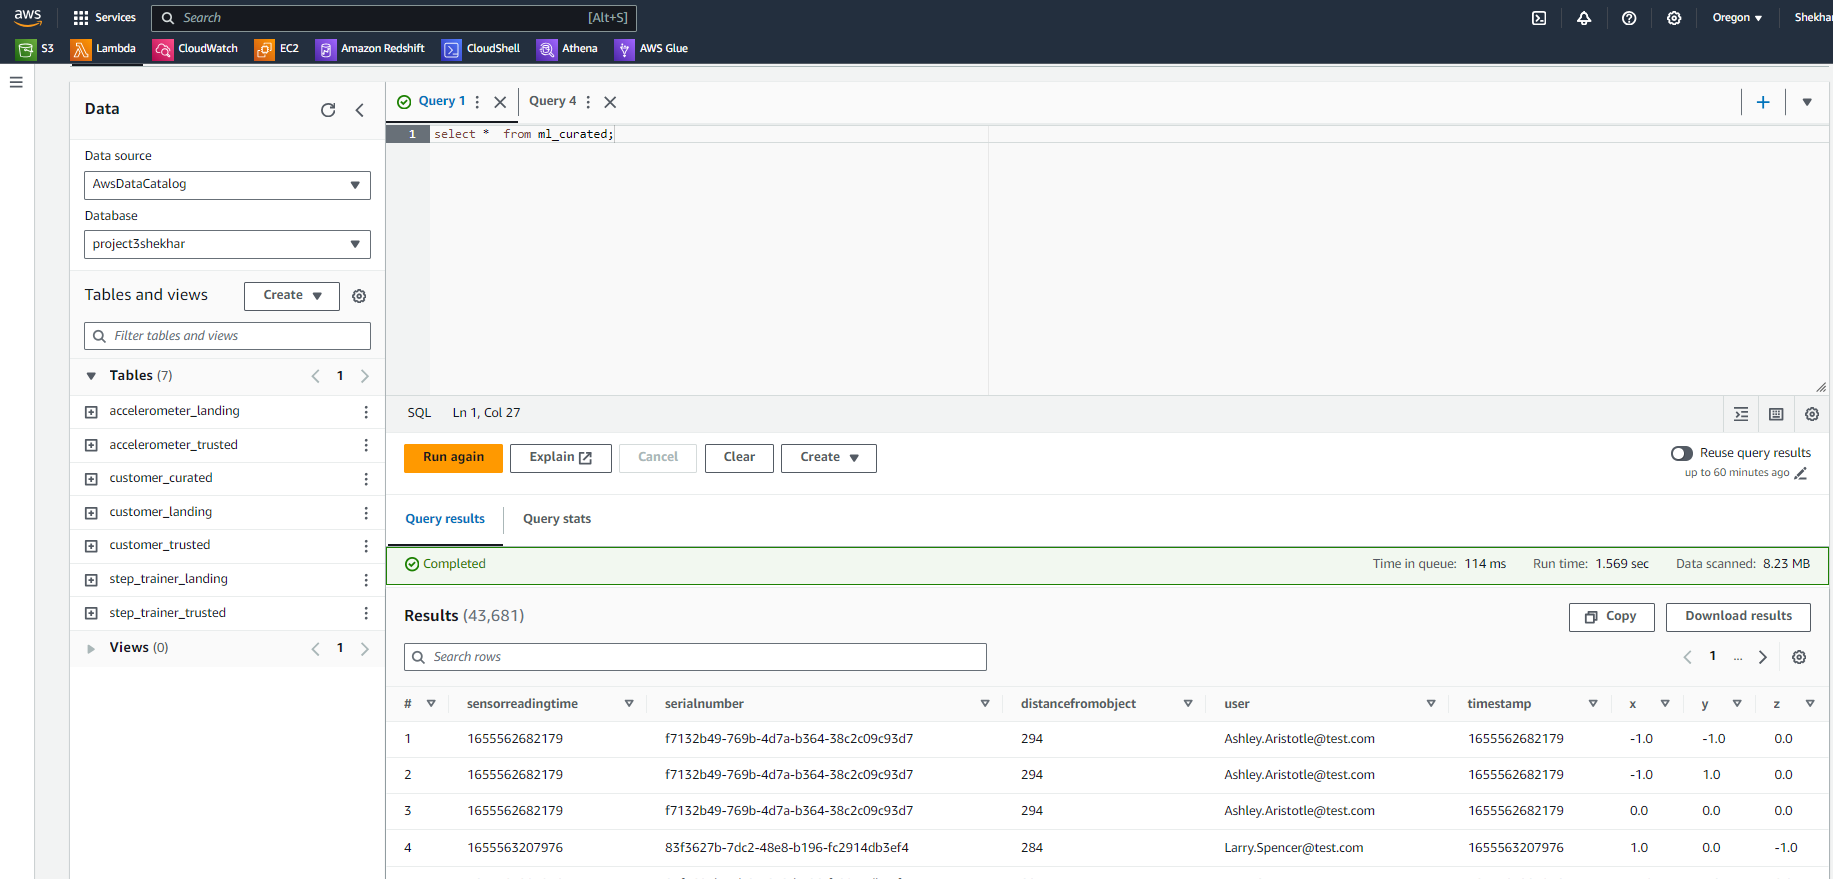 aws Services Search [Alt+S] Oregon Shekhar
S3 Lambda CloudWatch EC2 Amazon Redshift CloudShell Athena AWS Glue
Data
Data source
AwsDataCatalog
Database
project3shekhar
Tables and views Create
Filter tables and views
Tables (7) 1
accelerometer_landing
accelerometer_trusted
customer_curated
customer_landing
customer_trusted
step_trainer_landing
step_trainer_trusted
Views (0) 1
Query 1 Query 4
1 select * from ml_curated;
SQL Ln 1, Col 27
Run again Explain Cancel Clear Create Reuse query results
up to 60 minutes ago
Query results Query stats
Completed Time in queue: 114 ms Run time: 1.569 sec Data scanned: 8.23 MB
Results (43,681) Copy Download results
Search rows 1 ...
# sensorreadingtime serialnumber distancefromobject user timestamp x y z
1 1655562682179 f7132b49-769b-4d7a-b364-38c2c09c93d7 294 Ashley.Aristotle@test.com 1655562682179 -1.0 -1.0 0.0
2 1655562682179 f7132b49-769b-4d7a-b364-38c2c09c93d7 294 Ashley.Aristotle@test.com 1655562682179 -1.0 1.0 0.0
3 1655562682179 f7132b49-769b-4d7a-b364-38c2c09c93d7 294 Ashley.Aristotle@test.com 1655562682179 0.0 0.0 0.0
4 1655563207976 83f3627b-7dc2-48e8-b196-fc2914db3ef4 284 Larry.Spencer@test.com 1655563207976 1.0 0.0 -1.0